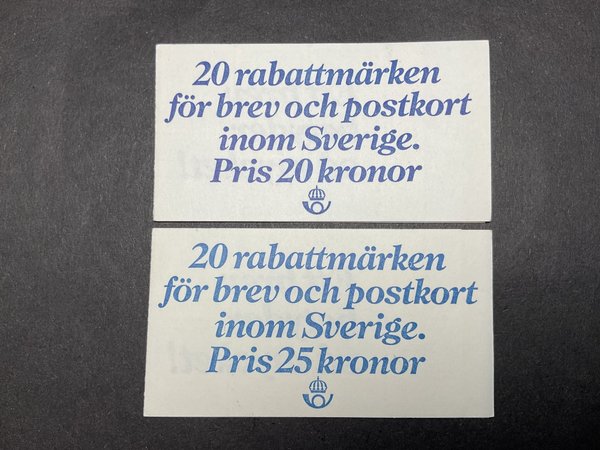 20 rabattmärken
för brev och postkort
inom Sverige.
Pris 20 kronor
20 rabattmärken
för brev och postkort
inom Sverige.
Pris 25 kronor